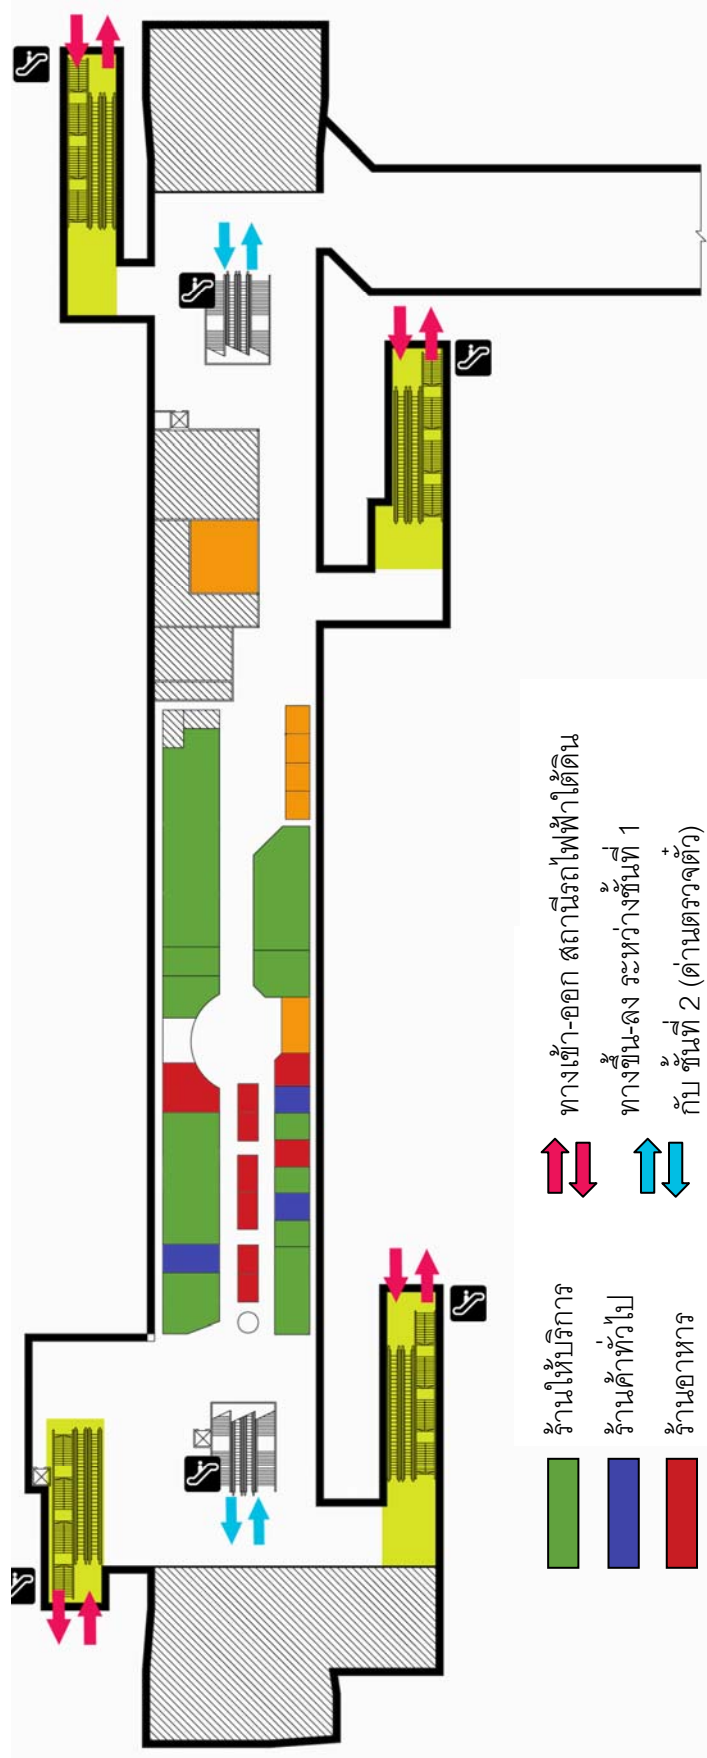 ทางเข้า-ออก สถานีรถไฟฟ้าใต้ดิน
ทางขึ้น-ลง ระหว่างชั้นที่ 1
กับ ชั้นที่ 2 (ด่านตรวจตั๋ว)
ร้านให้บริการ
ร้านค้าทั่วไป
ร้านอาหาร